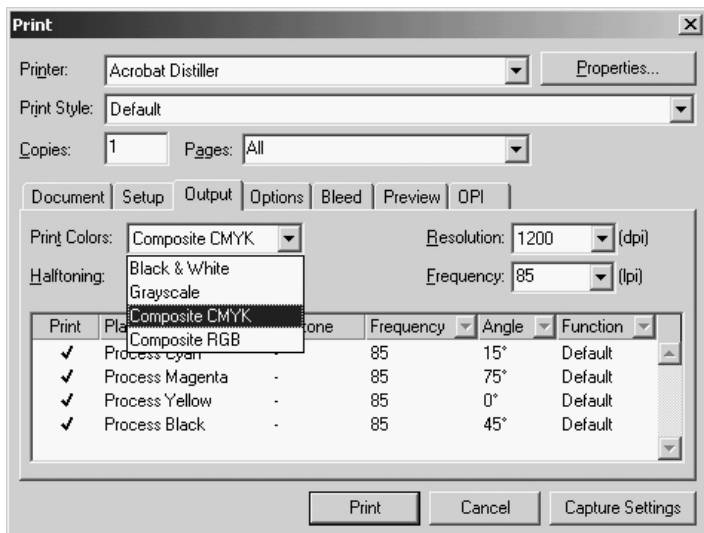 Print
Printer: Acrobat Distiller Properties...
Print Style: Default
Copies: 1 Pages: All
Document Setup Output Options Bleed Preview OPI
Print Colors: Composite CMYK Resolution: 1200 (dpi)
Halftoning: Black & White Frequency: 85 (lpi)
Grayscale
Composite CMYK
Composite RGB
Print Frequency Angle Function
Process Cyan - 85 15° Default
Process Magenta - 85 75° Default
Process Yellow - 85 0° Default
Process Black - 85 45° Default
Print Cancel Capture Settings